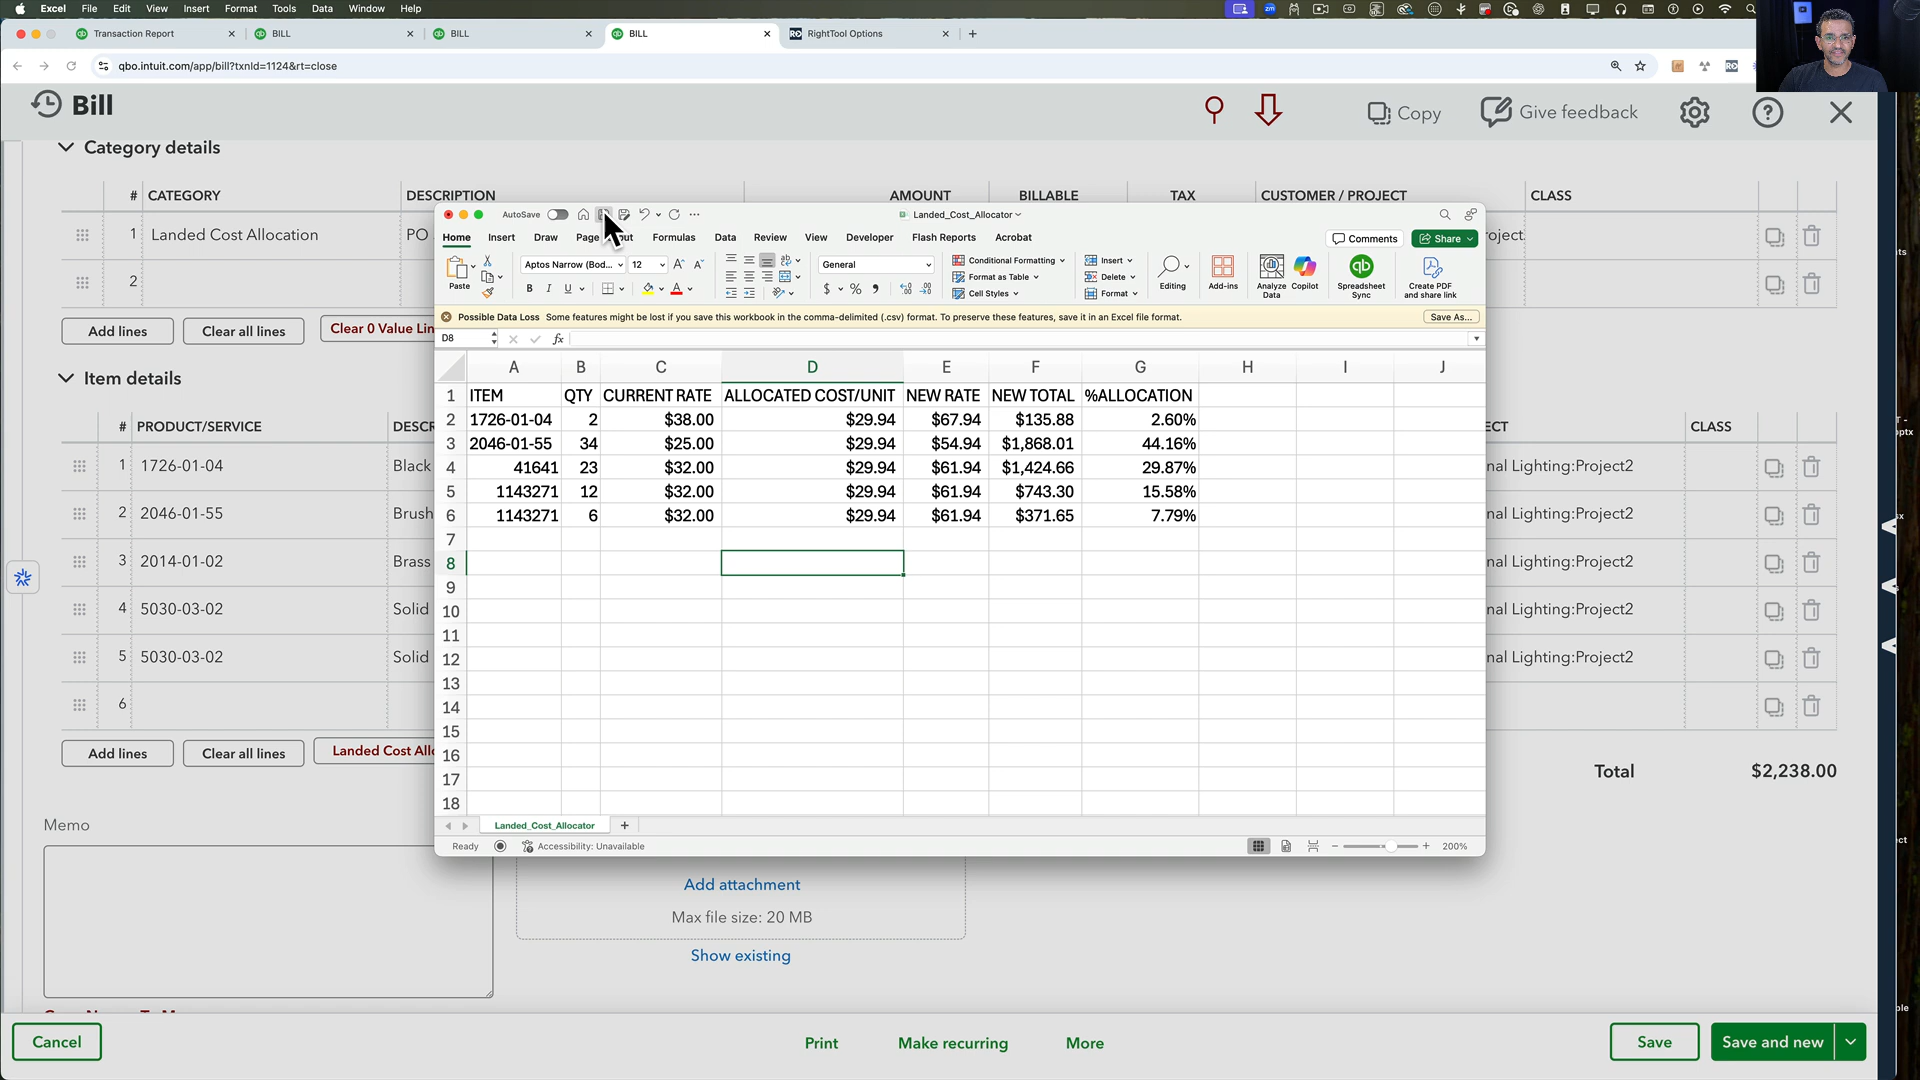 Excel File Edit View Insert Format Tools Data Window Help
Transaction Report BILL BILL BILL RightTool Options
qbo.intuit.com/app/bill?txnId=1124&rt=close
Bill Copy Give feedback
Category details
# CATEGORY DESCRIPTION AMOUNT BILLABLE TAX CUSTOMER / PROJECT CLASS
1 Landed Cost Allocation PO
2
Add lines Clear all lines Clear 0 Value Lin
Item details
# PRODUCT/SERVICE DESCR ECT CLASS
1 1726-01-04 Black nal Lighting:Project2
2 2046-01-55 Brush nal Lighting:Project2
3 2014-01-02 Brass nal Lighting:Project2
4 5030-03-02 Solid nal Lighting:Project2
5 5030-03-02 Solid nal Lighting:Project2
6
Add lines Clear all lines Landed Cost Allo
Total $2,238.00
Memo
Add attachment
Max file size: 20 MB
Show existing
Cancel Print Make recurring More Save Save and new
AutoSave Landed_Cost_Allocator
Home Insert Draw Page Formulas Data Review View Developer Flash Reports Acrobat Comments Share
Paste Aptos Narrow (Bod... 12 General Conditional Formatting Format as Table Cell Styles Insert Delete Format Editing Add-ins Analyze Data Copilot Spreadsheet Sync Create PDF and share link
Possible Data Loss Some features might be lost if you save this workbook in the comma-delimited (.csv) format. To preserve these features, save it in an Excel file format. Save As...
D8 fx
A B C D E F G H I J
1 ITEM QTY CURRENT RATE ALLOCATED COST/UNIT NEW RATE NEW TOTAL %ALLOCATION
2 1726-01-04 2 $38.00 $29.94 $67.94 $135.88 2.60%
3 2046-01-55 34 $25.00 $29.94 $54.94 $1,868.01 44.16%
4 41641 23 $32.00 $29.94 $61.94 $1,424.66 29.87%
5 1143271 12 $32.00 $29.94 $61.94 $743.30 15.58%
6 1143271 6 $32.00 $29.94 $61.94 $371.65 7.79%
7
8
9
10
11
12
13
14
15
16
17
18
Landed_Cost_Allocator
Ready Accessibility: Unavailable 200%